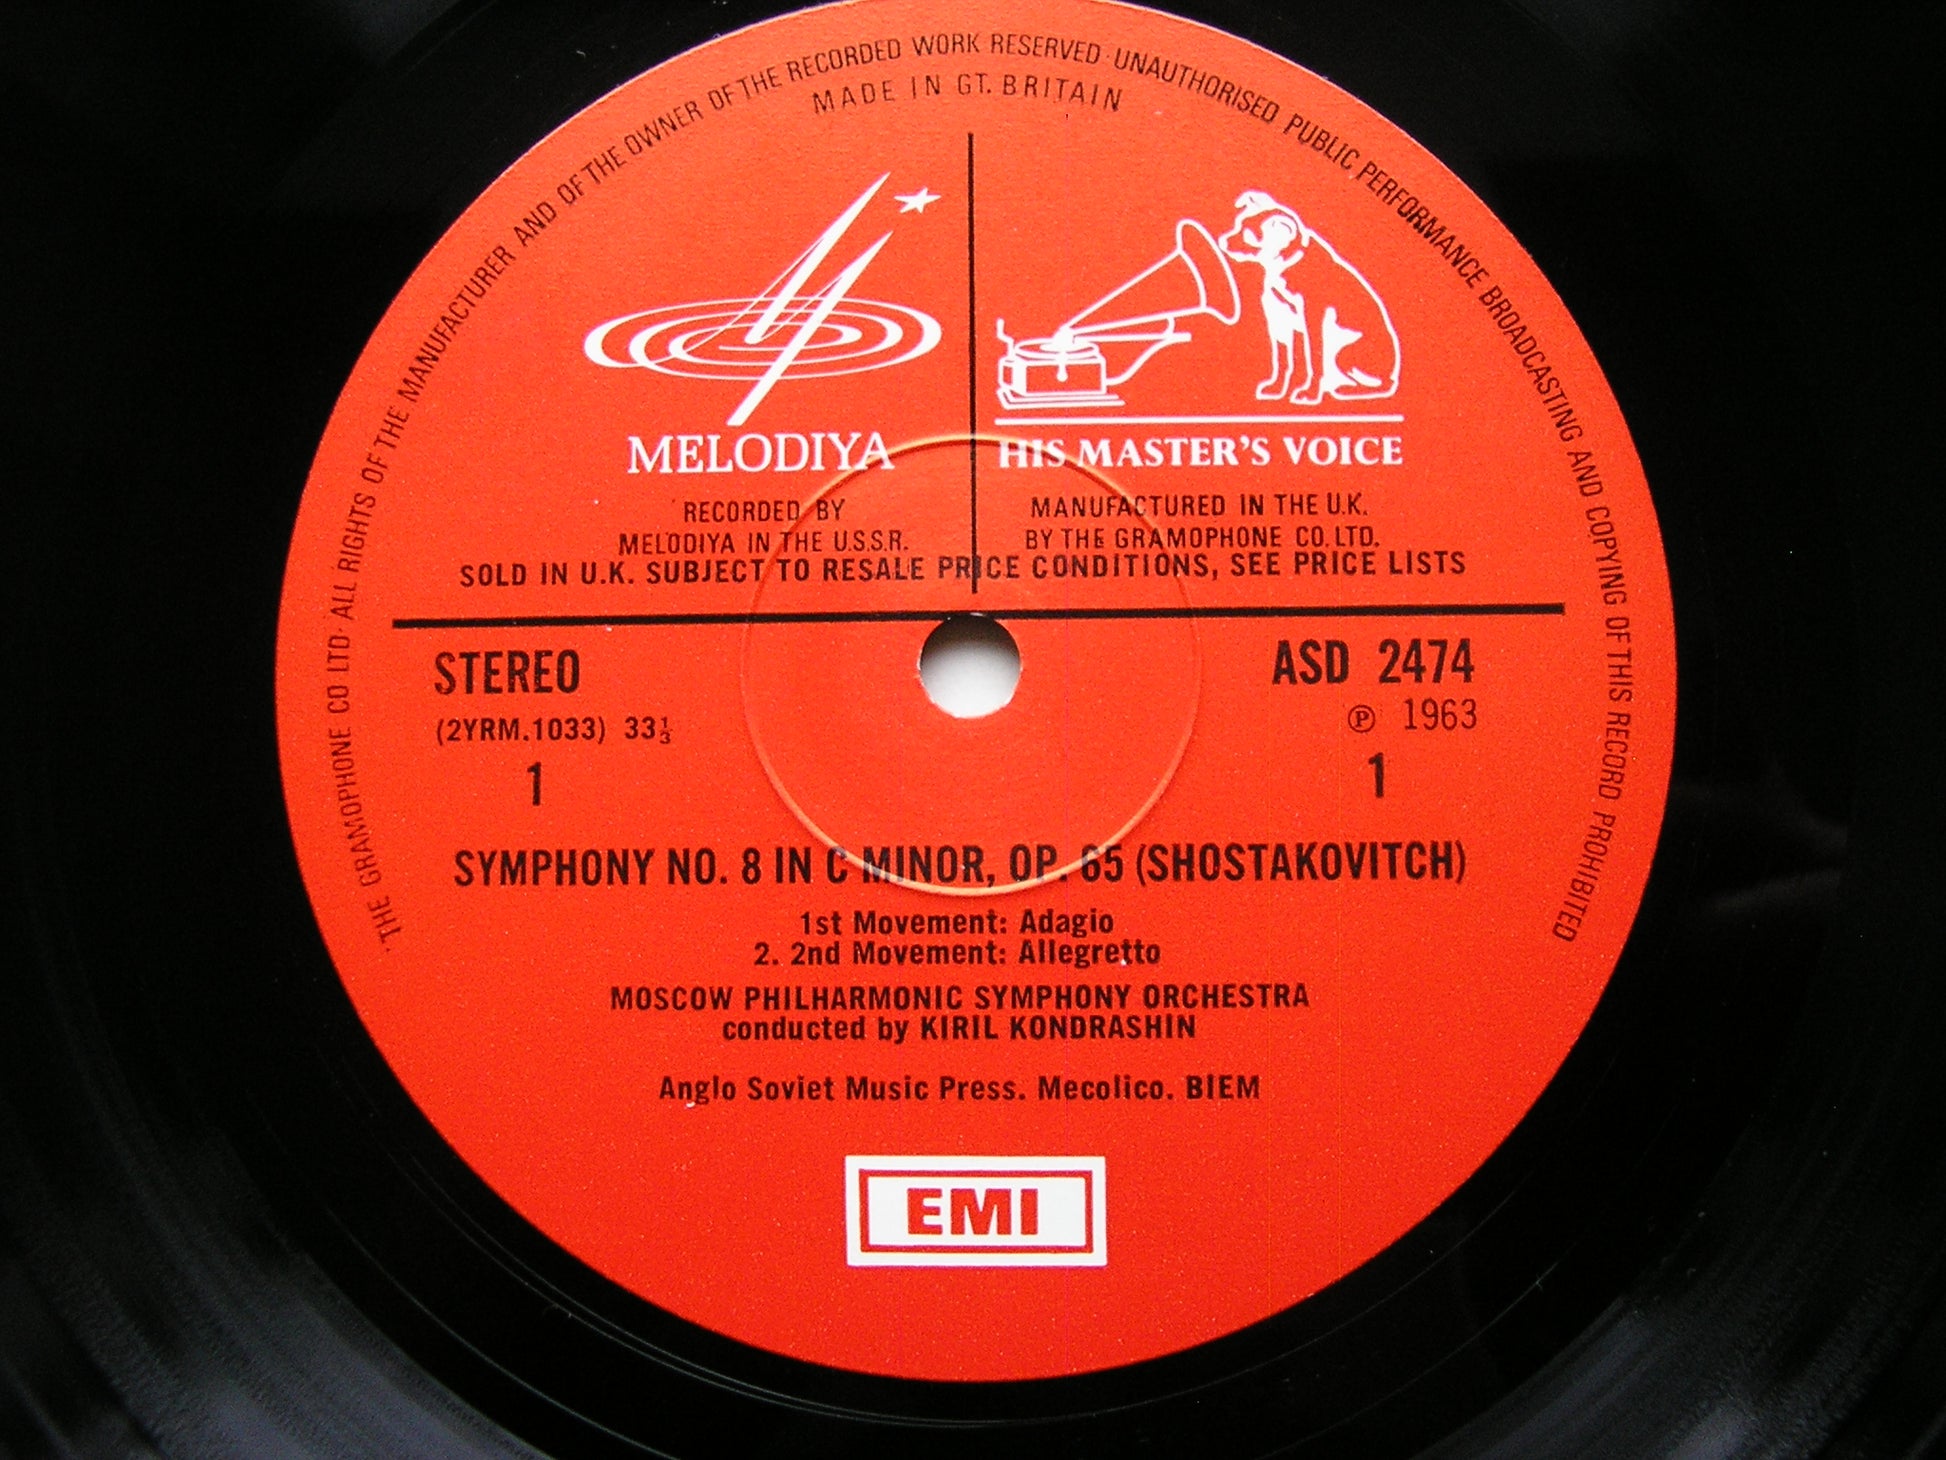 THE GRAMOPHONE CO LTD· ALL RIGHTS OF THE MANUFACTURER AND OF THE OWNER OF THE RECORDED WORK RESERVED · UNAUTHORISED PUBLIC PERFORMANCE BROADCASTING AND COPYING OF THIS RECORD PROHIBITED
MADE IN GT. BRITAIN
MELODIYA
RECORDED BY
MELODIYA IN THE U.S.S.R.
HIS MASTER'S VOICE
MANUFACTURED IN THE U.K.
BY THE GRAMOPHONE CO. LTD.
SOLD IN U.K. SUBJECT TO RESALE PRICE CONDITIONS, SEE PRICE LISTS
STEREO
(2YRM.1033) 33⅓
1
ASD 2474
℗ 1963
1
SYMPHONY NO. 8 IN C MINOR, OP. 65 (SHOSTAKOVITCH)
1st Movement: Adagio
2. 2nd Movement: Allegretto
MOSCOW PHILHARMONIC SYMPHONY ORCHESTRA
conducted by KIRIL KONDRASHIN
Anglo Soviet Music Press. Mecolico. BIEM
EMI